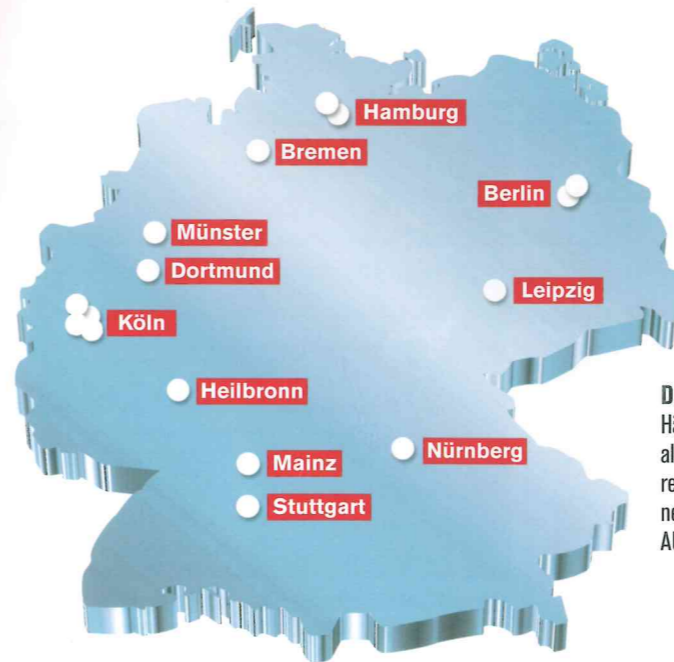 Hamburg
Bremen
Berlin
Münster
Dortmund
Leipzig
Köln
Heilbronn
Nürnberg
Mainz
Stuttgart